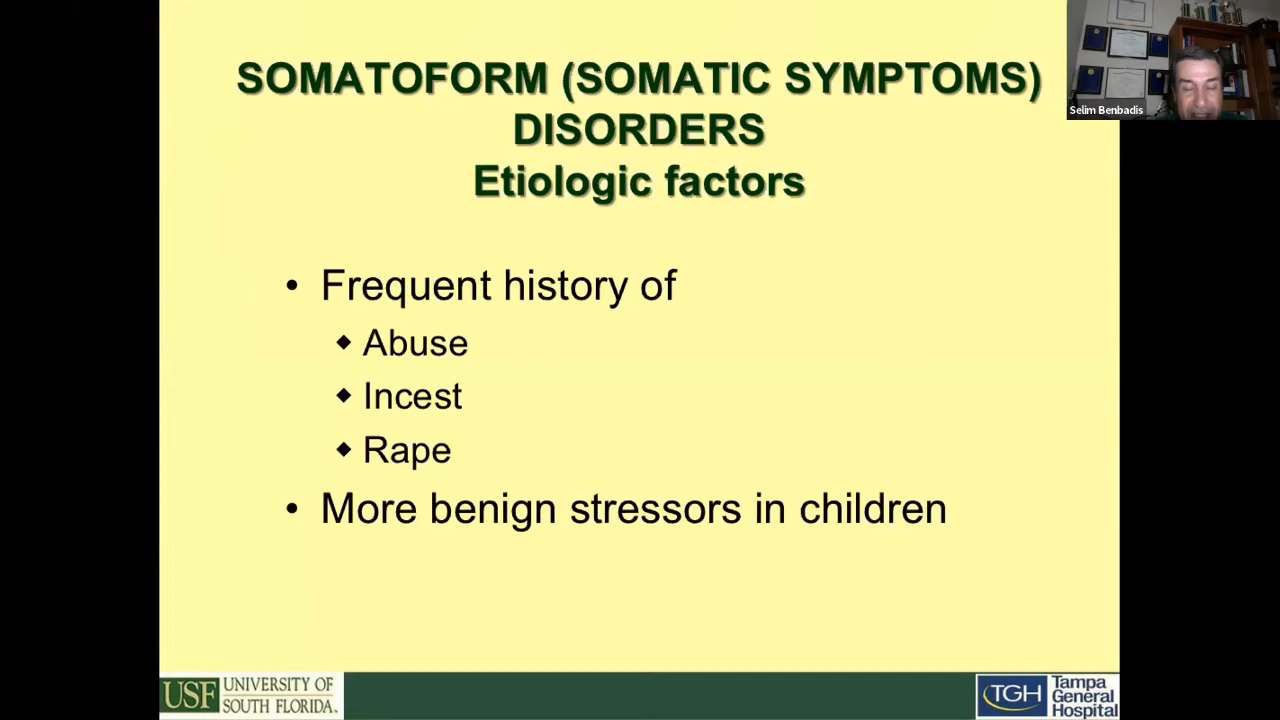 SOMATOFORM (SOMATIC SYMPTOMS)
DISORDERS
Etiologic factors
Selim Benbadis
• Frequent history of
◆ Abuse
◆ Incest
◆ Rape
• More benign stressors in children
USF UNIVERSITY OF
SOUTH FLORIDA
TGH Tampa
General
Hospital